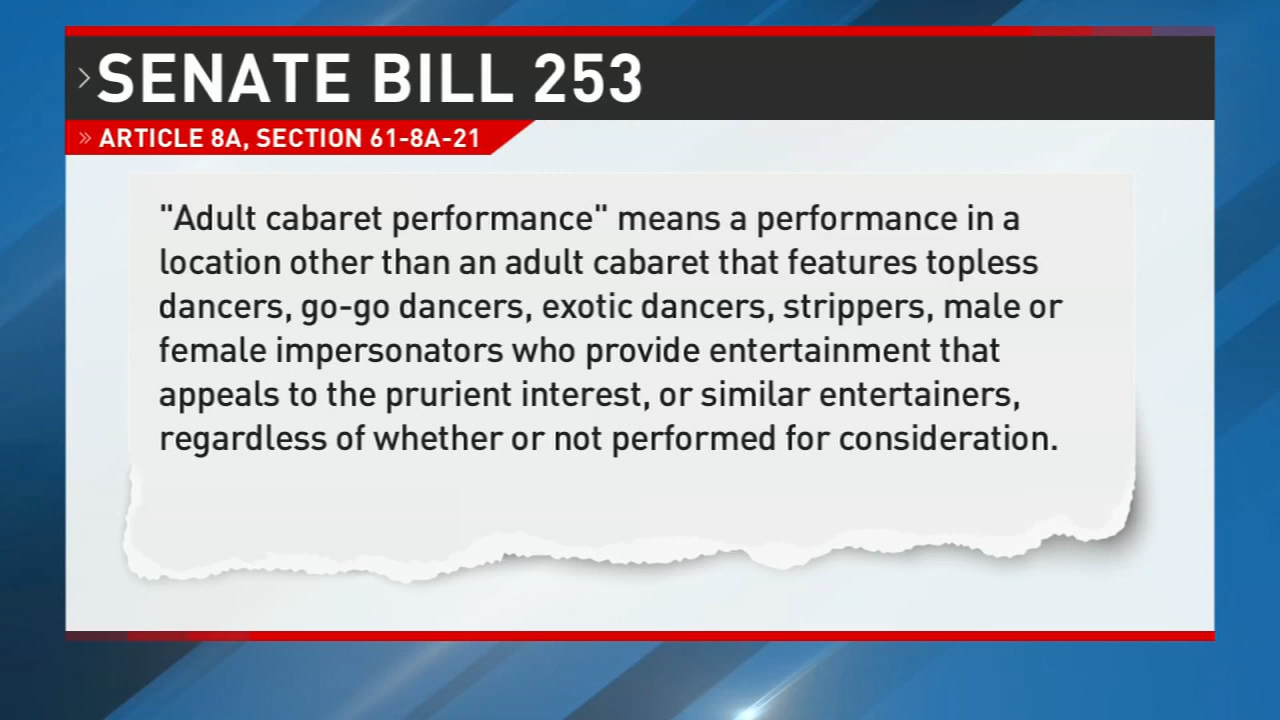 SENATE BILL 253
ARTICLE 8A, SECTION 61-8A-21
"Adult cabaret performance" means a performance in a
location other than an adult cabaret that features topless
dancers, go-go dancers, exotic dancers, strippers, male or
female impersonators who provide entertainment that
appeals to the prurient interest, or similar entertainers,
regardless of whether or not performed for consideration.